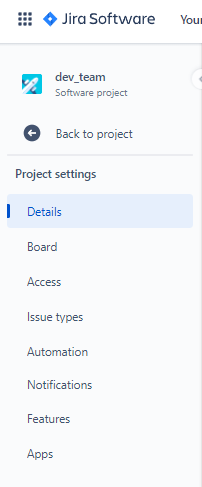 Jira Software
dev_team
Software project
Back to project
Project settings
Details
Board
Access
Issue types
Automation
Notifications
Features
Apps